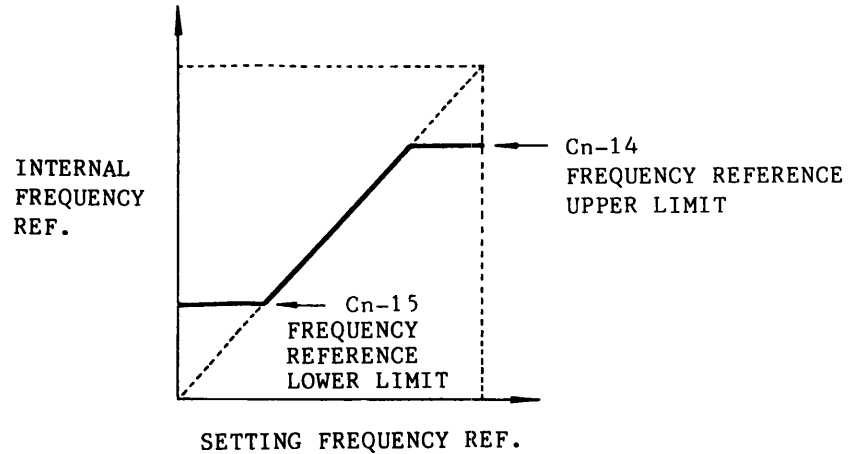 INTERNAL
FREQUENCY
REF.
Cn-14
FREQUENCY REFERENCE
UPPER LIMIT
Cn-15
FREQUENCY
REFERENCE
LOWER LIMIT
SETTING FREQUENCY REF.